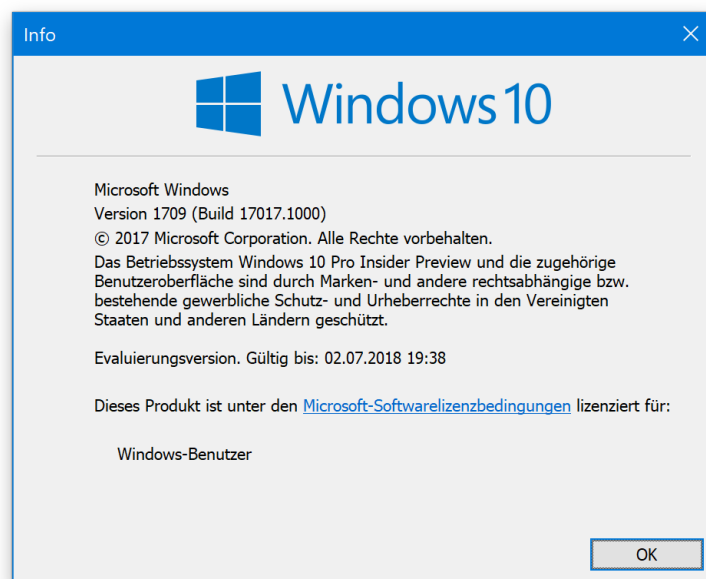 Info
Windows 10
Microsoft Windows
Version 1709 (Build 17017.1000)
© 2017 Microsoft Corporation. Alle Rechte vorbehalten.
Das Betriebssystem Windows 10 Pro Insider Preview und die zugehörige
Benutzeroberfläche sind durch Marken- und andere rechtsabhängige bzw.
bestehende gewerbliche Schutz- und Urheberrechte in den Vereinigten
Staaten und anderen Ländern geschützt.
Evaluierungsversion. Gültig bis: 02.07.2018 19:38
Dieses Produkt ist unter den Microsoft-Softwarelizenzbedingungen lizenziert für:
Windows-Benutzer
OK